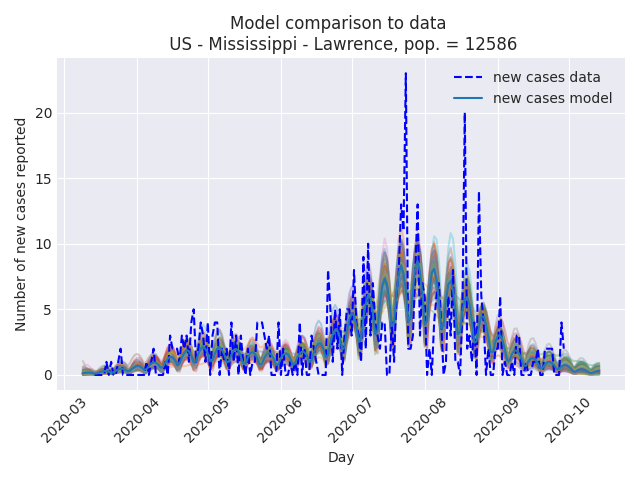 Model comparison to data
US - Mississippi - Lawrence, pop. = 12586
new cases data
new cases model
Number of new cases reported
20
15
10
5
0
2020-03
2020-04
2020-05
2020-06
2020-07
2020-08
2020-09
2020-10
Day